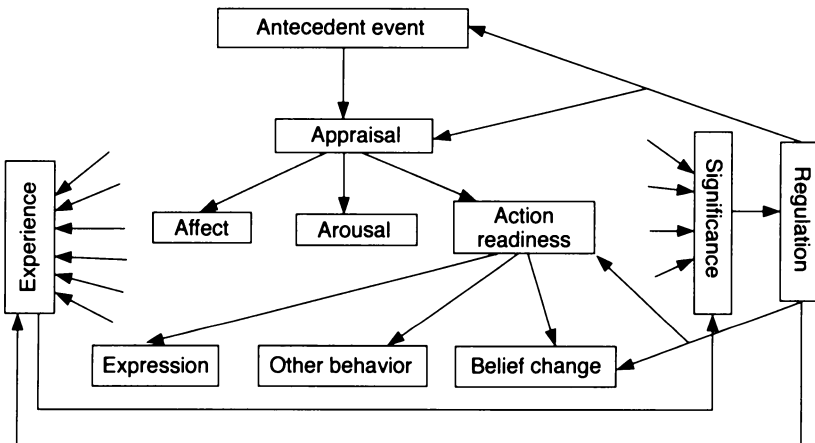 Antecedent event
Appraisal
Experience
Significance
Regulation
Affect
Arousal
Action
readiness
Expression
Other behavior
Belief change